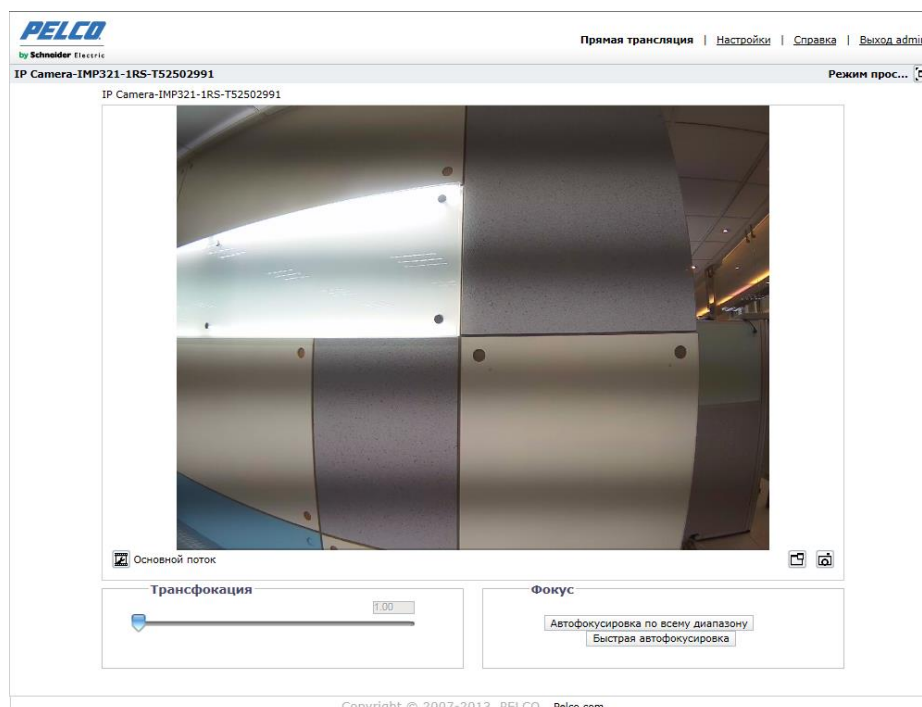 PELCO
by Schneider Electric
Прямая трансляция | Настройки | Справка | Выход admin
IP Camera-IMP321-1RS-T52502991 Режим прос...
IP Camera-IMP321-1RS-T52502991
Основной поток
Трансфокация
1.00
Фокус
Автофокусировка по всему диапазону
Быстрая автофокусировка
Copyright © 2007-2012, PELCO Pelco.com